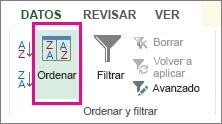 DATOS REVISAR VER
A Z
Z A
Z A
A Z
Ordenar
Filtrar
Borrar
Volver a
aplicar
Avanzado
Ordenar y filtrar